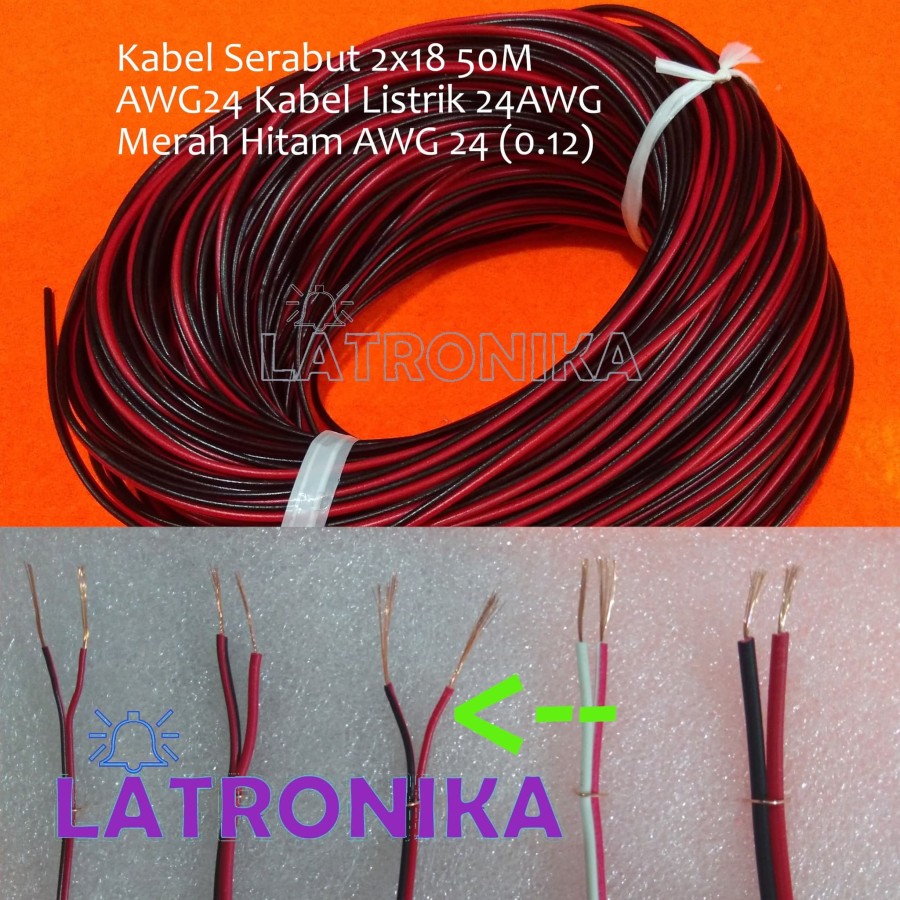 Kabel Serabut 2x18 50M
AWG24 Kabel Listrik 24AWG
Merah Hitam AWG 24 (0.12)
LATRONIKA
LATRONIKA